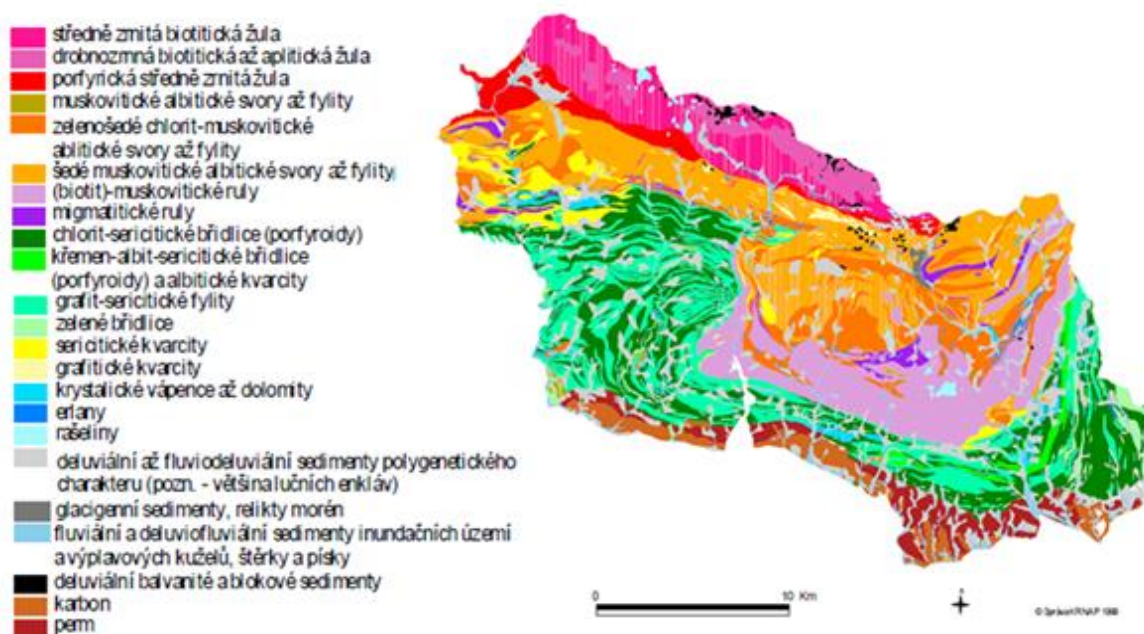 středně zrnitá biotitická žula
drobnozrnná biotitická až aplitická žula
porfyrická středně zrnitá žula
muskovitické albitické svory až fylity
zelenošedé chlorit-muskovitické
ablitické svory až fylity
šedé muskovitické albitické svory až fylity
(biotit)-muskovitické ruly
migmatitické ruly
chlorit-sericitické břidlice (porfyroidy)
křemen-albit-sericitické břidlice
(porfyroidy) a albitické kvarcity
grafit-sericitické fylity
zelené břidlice
sericitické kvarcity
grafitické kvarcity
krystalické vápence až dolomity
erlany
rašeliny
deluviální až fluviodeluviální sedimenty polygenetického
charakteru (pozn. - většina lučních enkláv)
glacigenní sedimenty, relikty morén
fluviální a deluviofluviální sedimenty inundačních území
a výplavových kuželů, štěrky a písky
deluviální balvanité a blokové sedimenty
karbon
perm
0 10 Km
© Správa KRNAP